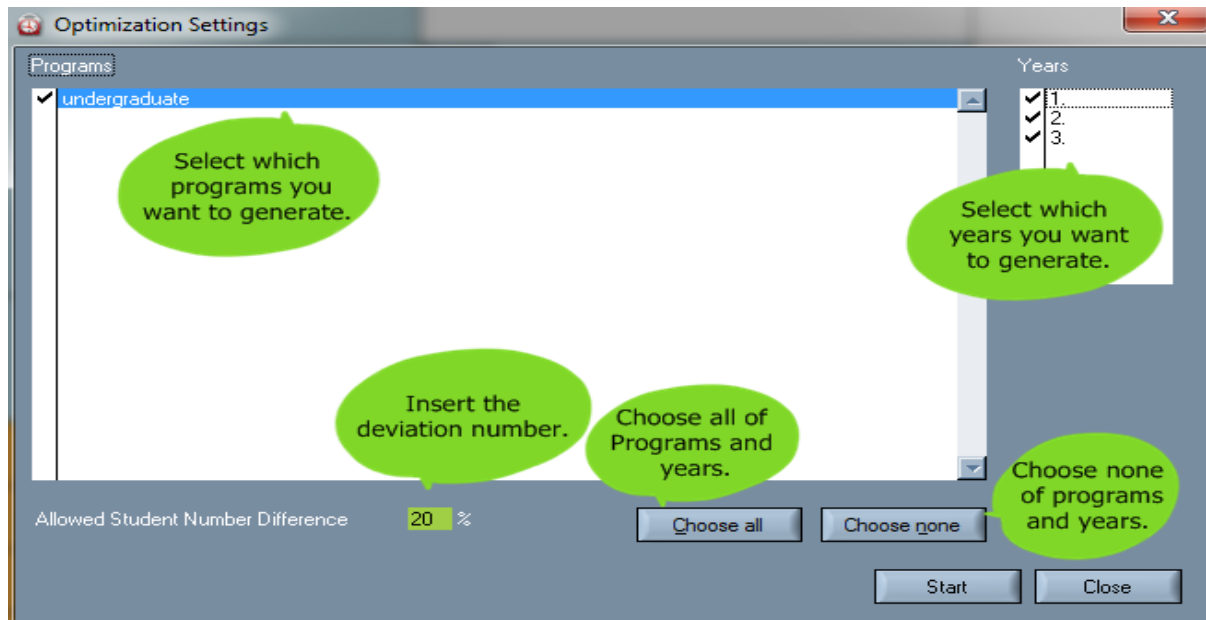 Optimization Settings
Programs
Years
undergraduate
1.
2.
3.
Select which
programs you
want to generate.
Select which
years you want
to generate.
Insert the
deviation number.
Choose all of
Programs and
years.
Choose none
of programs
and years.
Allowed Student Number Difference 20 %
Choose all
Choose none
Start
Close